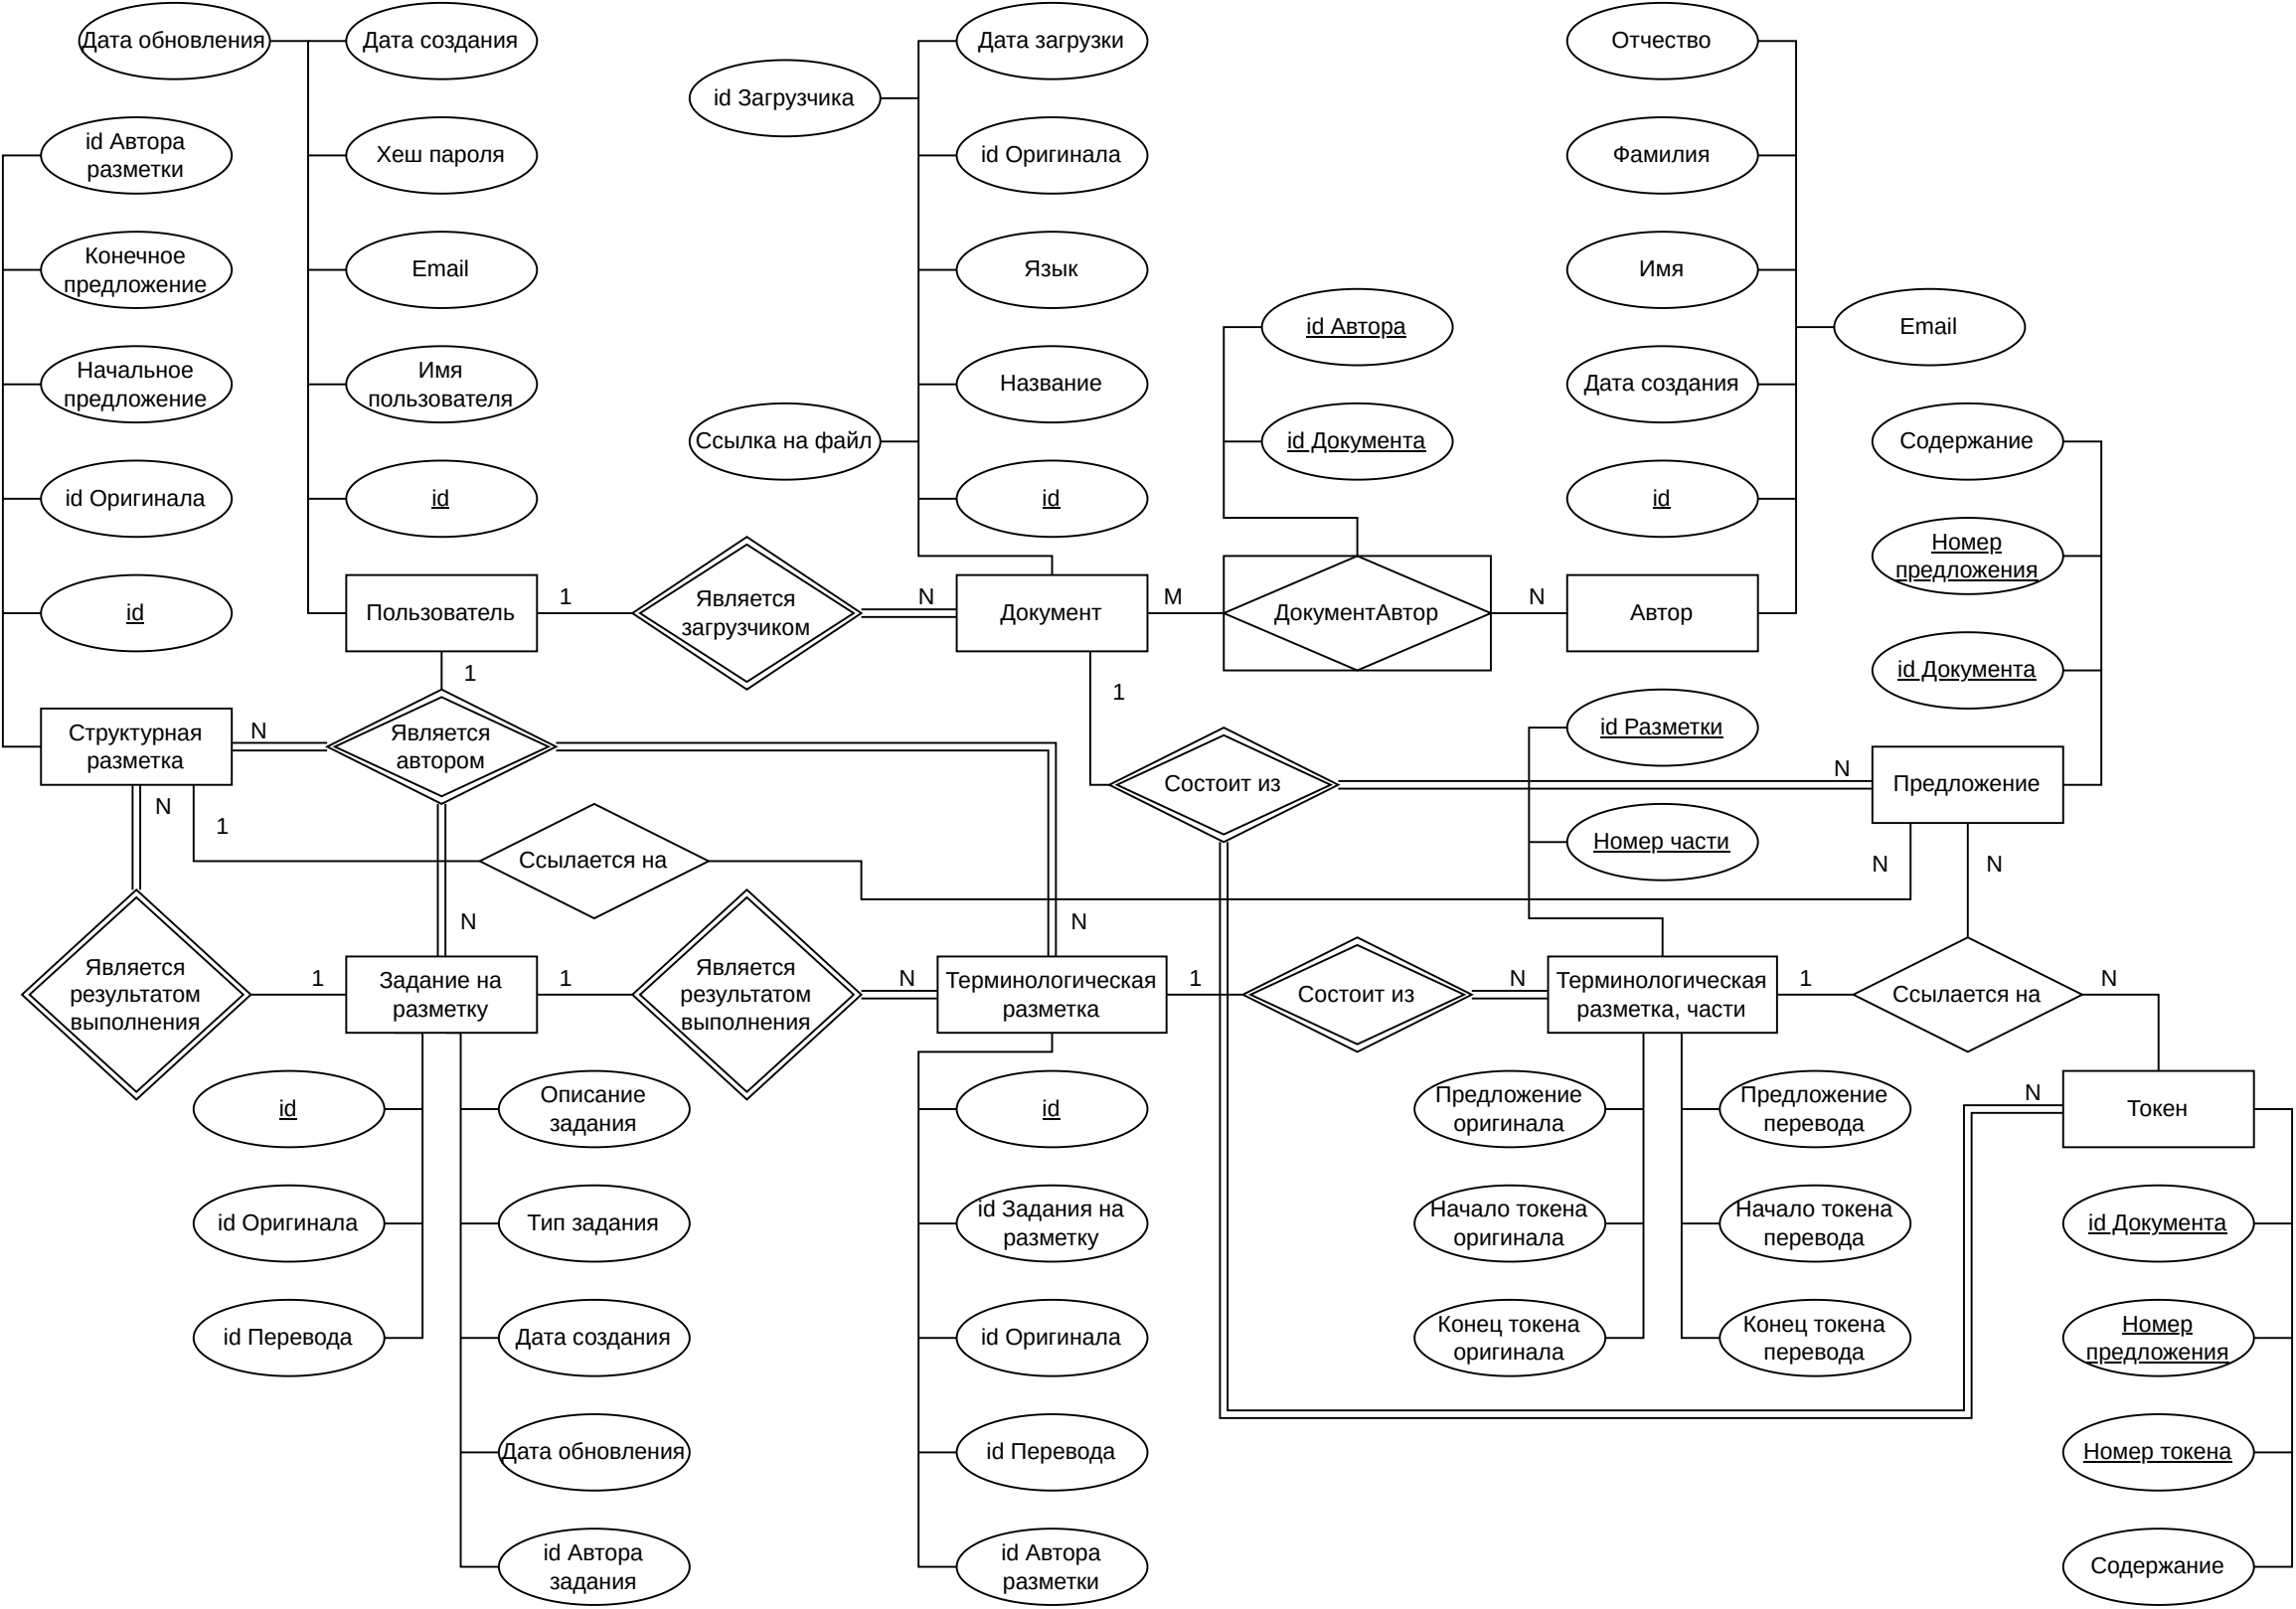 Дата обновления
Дата создания
Дата загрузки
Отчество
id Загрузчика
id Автора
разметки
Хеш пароля
id Оригинала
Фамилия
Конечное
предложение
Email
Язык
Имя
id Автора
Email
Начальное
предложение
Имя
пользователя
Название
Дата создания
Ссылка на файл
id Документа
Содержание
id Оригинала
id
id
id
Номер
предложения
id
Пользователь
1
Является
загрузчиком
N
Документ
M
ДокументАвтор
N
Автор
id Документа
1
1
Структурная
разметка
N
Является
автором
id Разметки
Состоит из
N
Предложение
N
1
Ссылается на
Номер части
N
N
N
N
Является
результатом
выполнения
1
Задание на
разметку
1
Является
результатом
выполнения
N
Терминологическая
разметка
1
Состоит из
N
Терминологическая
разметка, части
1
Ссылается на
N
id
Описание
задания
id
Предложение
оригинала
Предложение
перевода
N
Токен
id Оригинала
Тип задания
id Задания на
разметку
Начало токена
оригинала
Начало токена
перевода
id Документа
id Перевода
Дата создания
id Оригинала
Конец токена
оригинала
Конец токена
перевода
Номер
предложения
Дата обновления
id Перевода
Номер токена
id Автора
задания
id Автора
разметки
Содержание